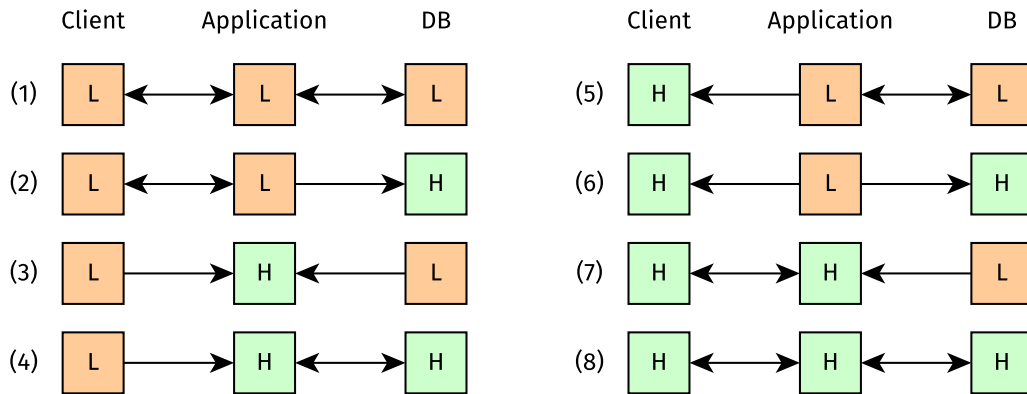 Client Application DB Client Application DB
(1) L L L (5) H L L
(2) L L H (6) H L H
(3) L H L (7) H H L
(4) L H H (8) H H H